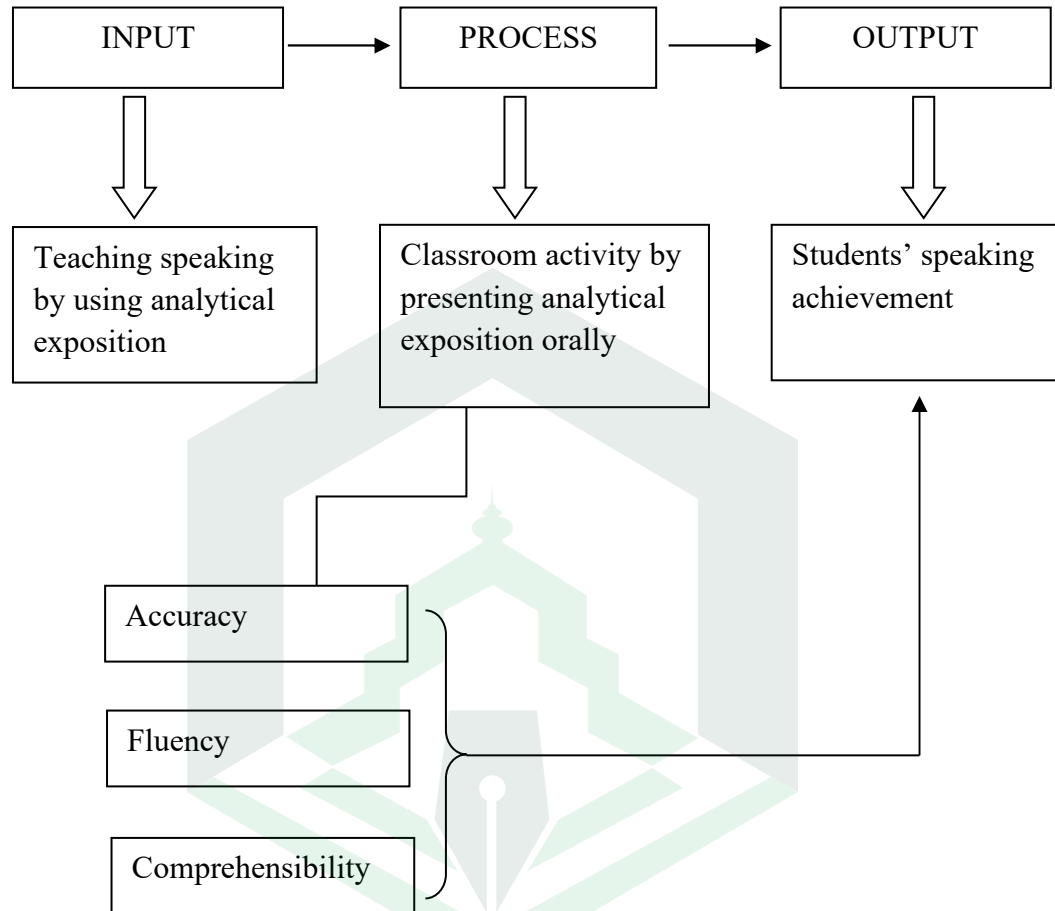 INPUT
PROCESS
OUTPUT
Teaching speaking
by using analytical
exposition
Classroom activity by
presenting analytical
exposition orally
Students’ speaking
achievement
Accuracy
Fluency
Comprehensibility